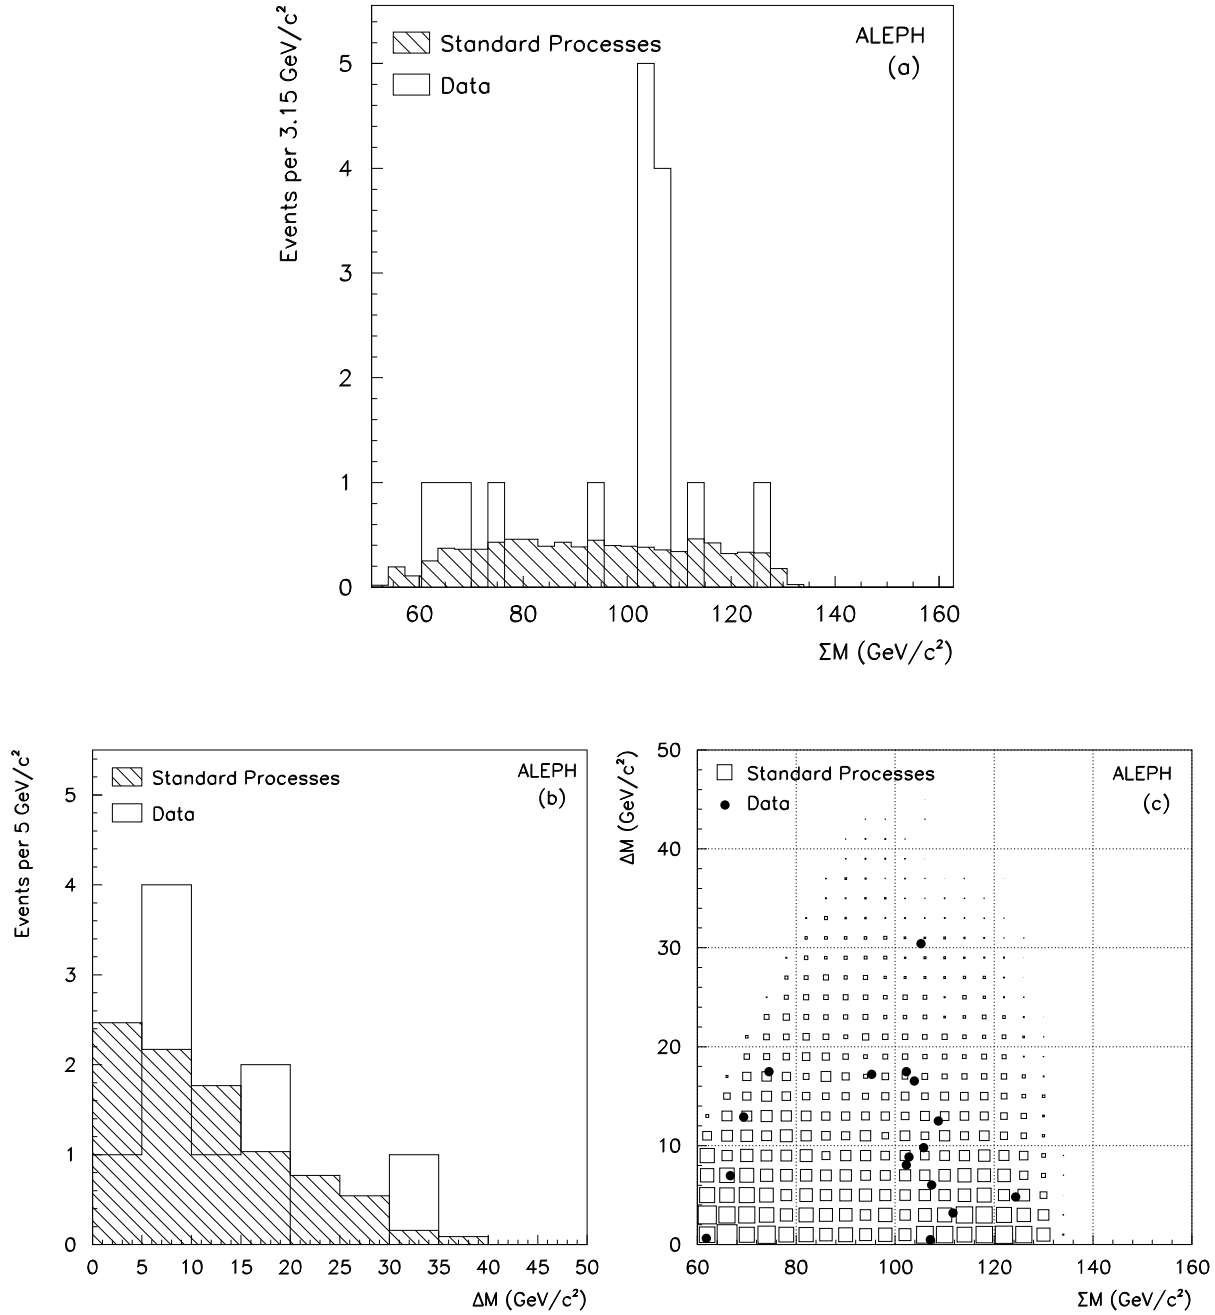 ALEPH
(a)
Standard Processes
Data
Events per 3.15 GeV/c²
5
4
3
2
1
0
60 80 100 120 140 160
ΣM (GeV/c²)
ALEPH
(b)
Standard Processes
Data
Events per 5 GeV/c²
5
4
3
2
1
0
0 5 10 15 20 25 30 35 40 45 50
ΔM (GeV/c²)
Standard Processes
Data
ALEPH
(c)
ΔM (GeV/c²)
50
40
30
20
10
0
60 80 100 120 140 160
ΣM (GeV/c²)